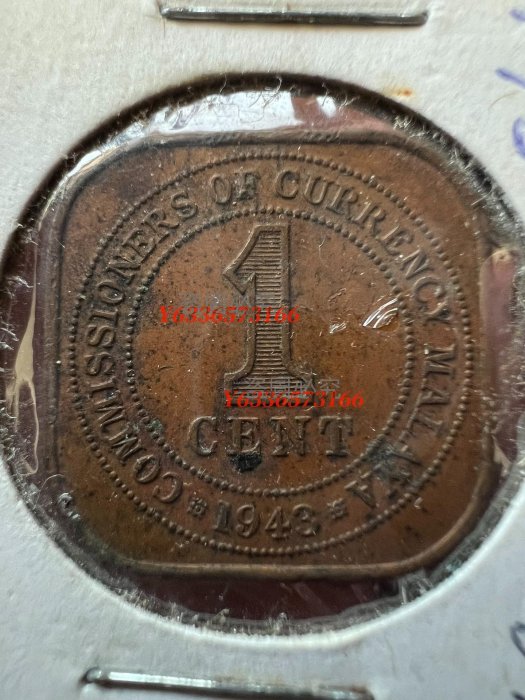 COMMISSIONERS OF CURRENCY MALAYA
1
Y6336573166
Y6336573166
CENT
1943